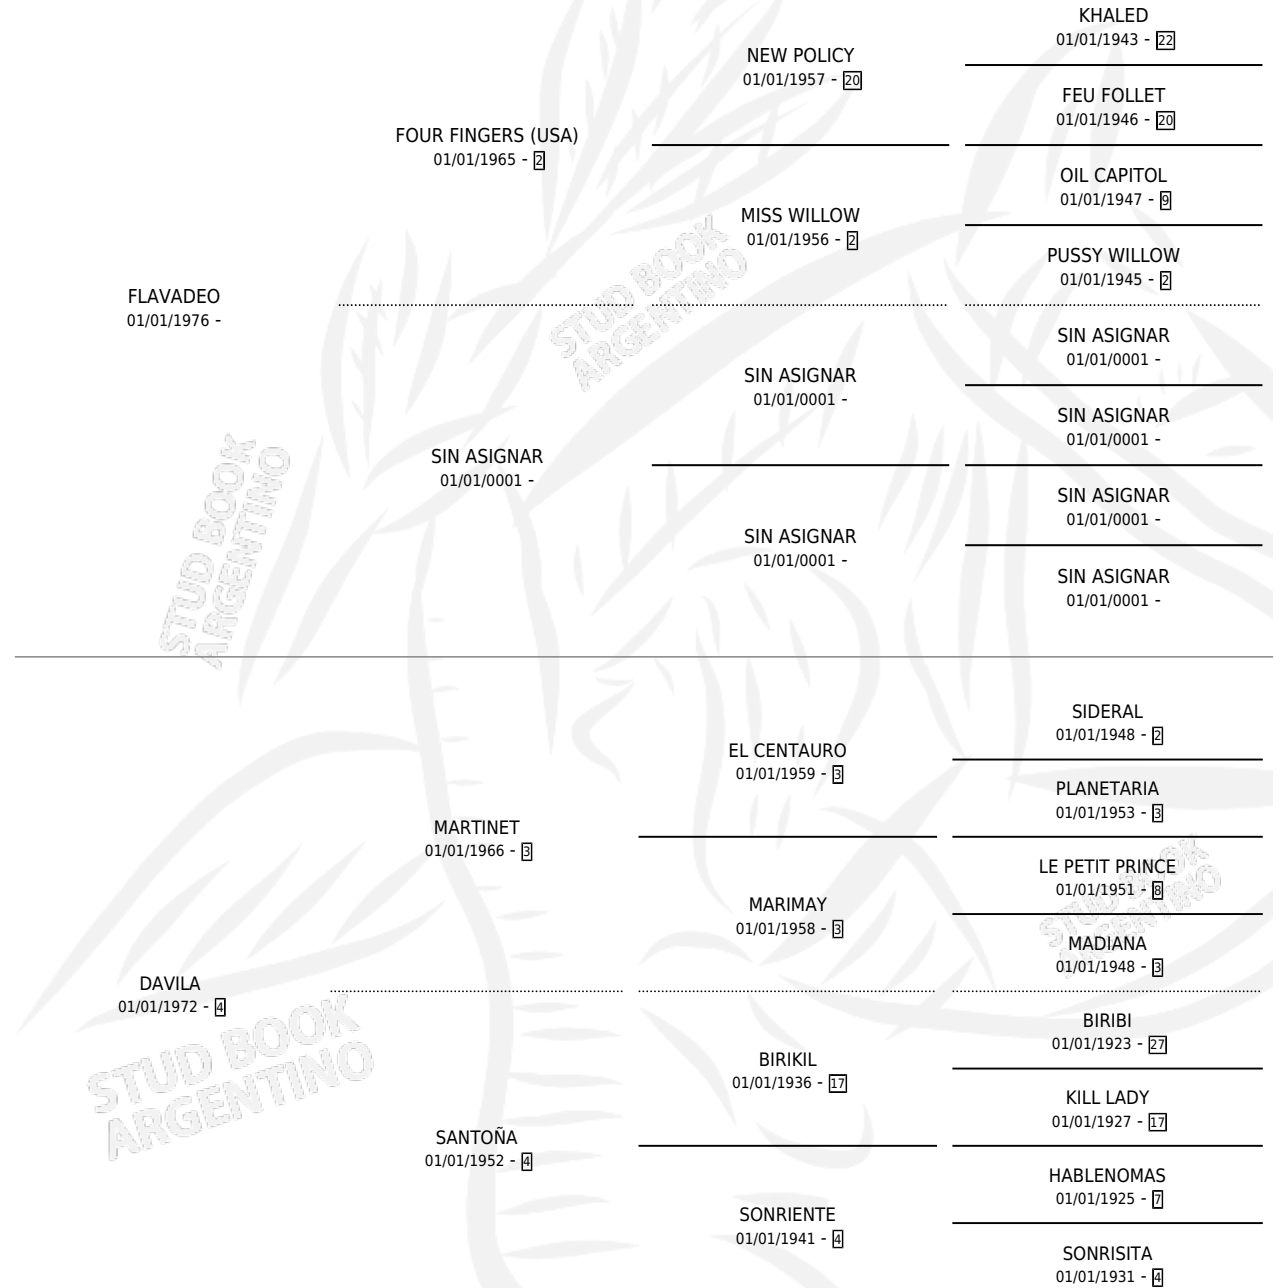 KHALED
01/01/1943 - 22
NEW POLICY
01/01/1957 - 20
FEU FOLLET
01/01/1946 - 20
FOUR FINGERS (USA)
01/01/1965 - 2
OIL CAPITOL
01/01/1947 - 9
MISS WILLOW
01/01/1956 - 2
PUSSY WILLOW
01/01/1945 - 2
FLAVADEO
01/01/1976 -
STUD BOOK
ARGENTINO
SIN ASIGNAR
01/01/0001 -
SIN ASIGNAR
01/01/0001 -
SIN ASIGNAR
01/01/0001 -
SIN ASIGNAR
01/01/0001 -
SIN ASIGNAR
01/01/0001 -
SIN ASIGNAR
01/01/0001 -
SIN ASIGNAR
01/01/0001 -
STUD BOOK
ARGENTINO
SIDERAL
01/01/1948 - 2
EL CENTAURO
01/01/1959 - 3
PLANETARIA
01/01/1953 - 3
MARTINET
01/01/1966 - 3
LE PETIT PRINCE
01/01/1951 - 8
MARIMAY
01/01/1958 - 3
STUD BOOK
ARGENTINO
MADIANA
01/01/1948 - 3
DAVILA
01/01/1972 - 4
BIRIBI
01/01/1923 - 27
BIRIKIL
01/01/1936 - 17
STUD BOOK
ARGENTINO
KILL LADY
01/01/1927 - 17
SANTOÑA
01/01/1952 - 4
HABLENOMAS
01/01/1925 - 7
SONRIENTE
01/01/1941 - 4
SONRISITA
01/01/1931 - 4